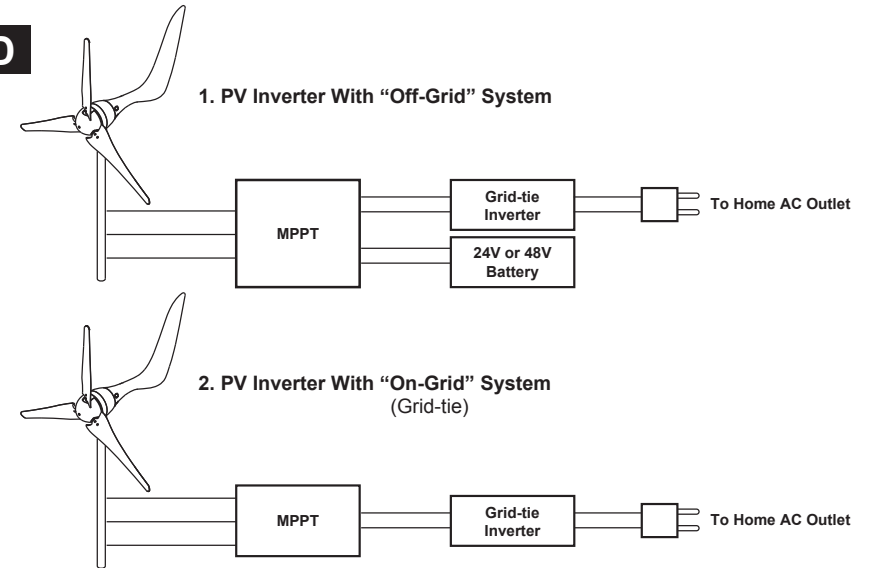 D
1. PV Inverter With “Off-Grid” System
MPPT
Grid-tie
Inverter
24V or 48V
Battery
To Home AC Outlet
2. PV Inverter With “On-Grid” System
(Grid-tie)
MPPT
Grid-tie
Inverter
To Home AC Outlet